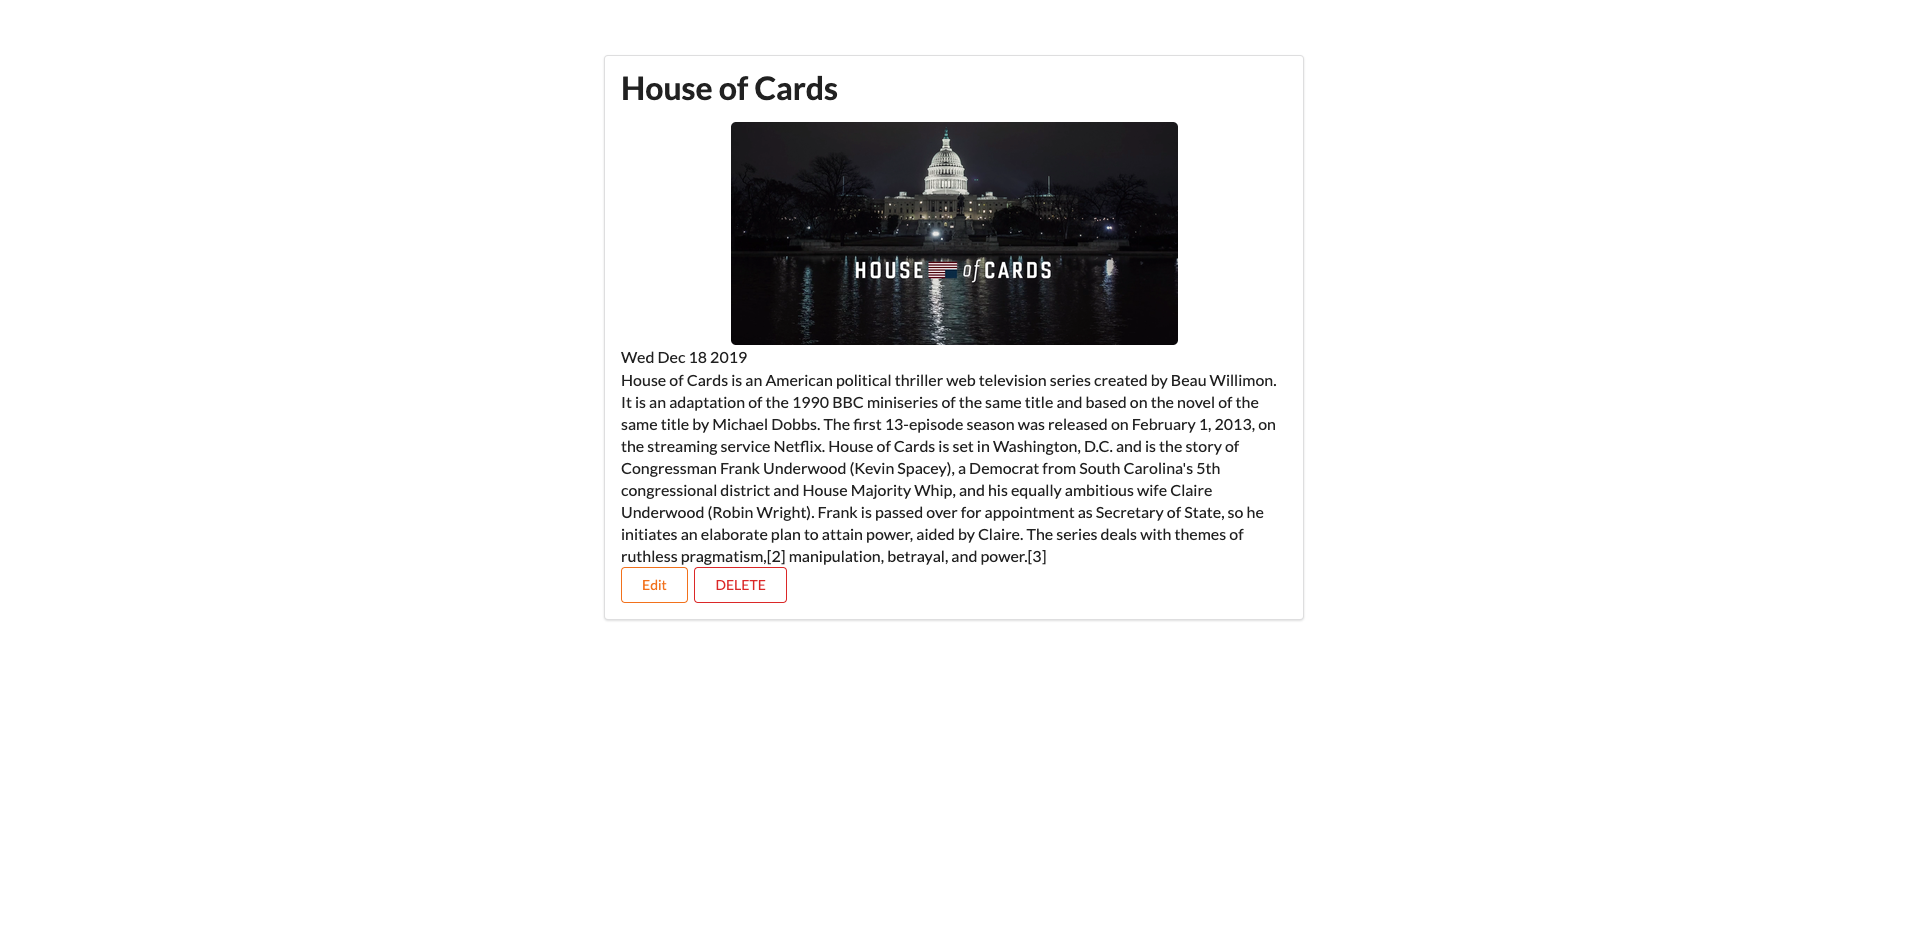 House of Cards
HOUSE of CARDS
Wed Dec 18 2019
House of Cards is an American political thriller web television series created by Beau Willimon.
It is an adaptation of the 1990 BBC miniseries of the same title and based on the novel of the
same title by Michael Dobbs. The first 13-episode season was released on February 1, 2013, on
the streaming service Netflix. House of Cards is set in Washington, D.C. and is the story of
Congressman Frank Underwood (Kevin Spacey), a Democrat from South Carolina's 5th
congressional district and House Majority Whip, and his equally ambitious wife Claire
Underwood (Robin Wright). Frank is passed over for appointment as Secretary of State, so he
initiates an elaborate plan to attain power, aided by Claire. The series deals with themes of
ruthless pragmatism,[2] manipulation, betrayal, and power.[3]
Edit DELETE